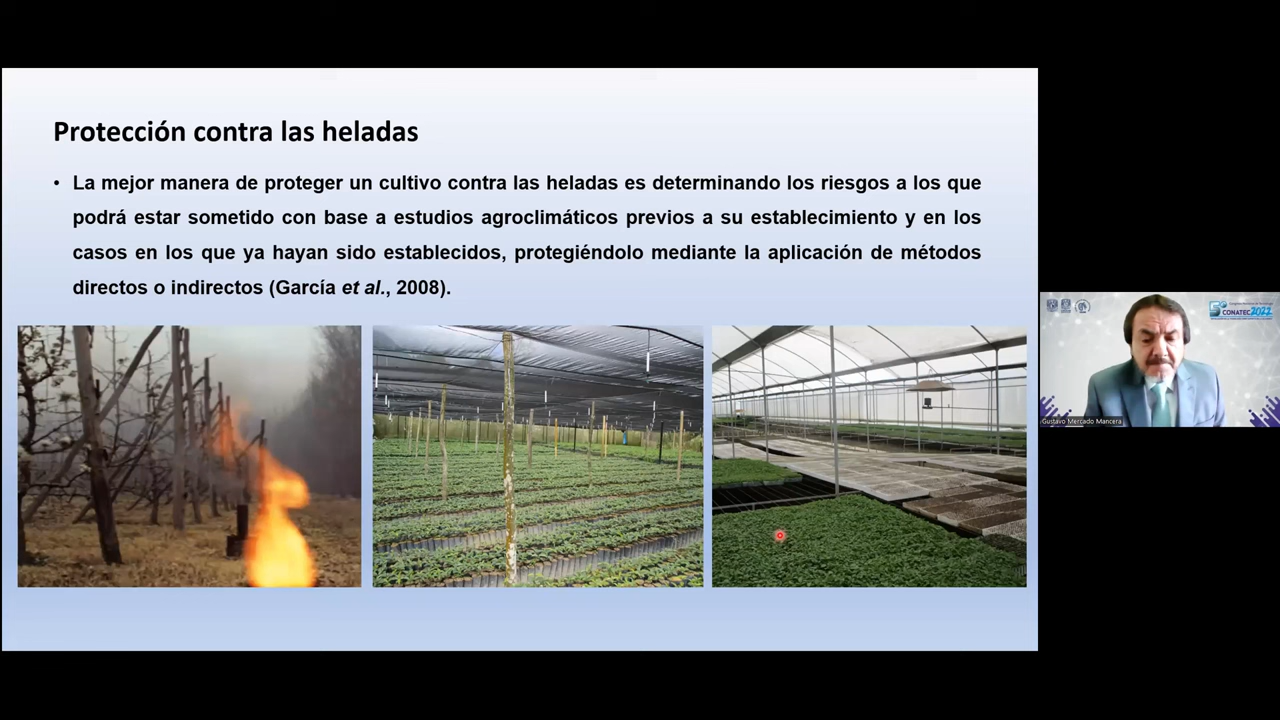 Protección contra las heladas
• La mejor manera de proteger un cultivo contra las heladas es determinando los riesgos a los que
podrá estar sometido con base a estudios agroclimáticos previos a su establecimiento y en los
casos en los que ya hayan sido establecidos, protegiéndolo mediante la aplicación de métodos
directos o indirectos (García et al., 2008).
CONATEC 2022
Gustavo Mercado Mancera